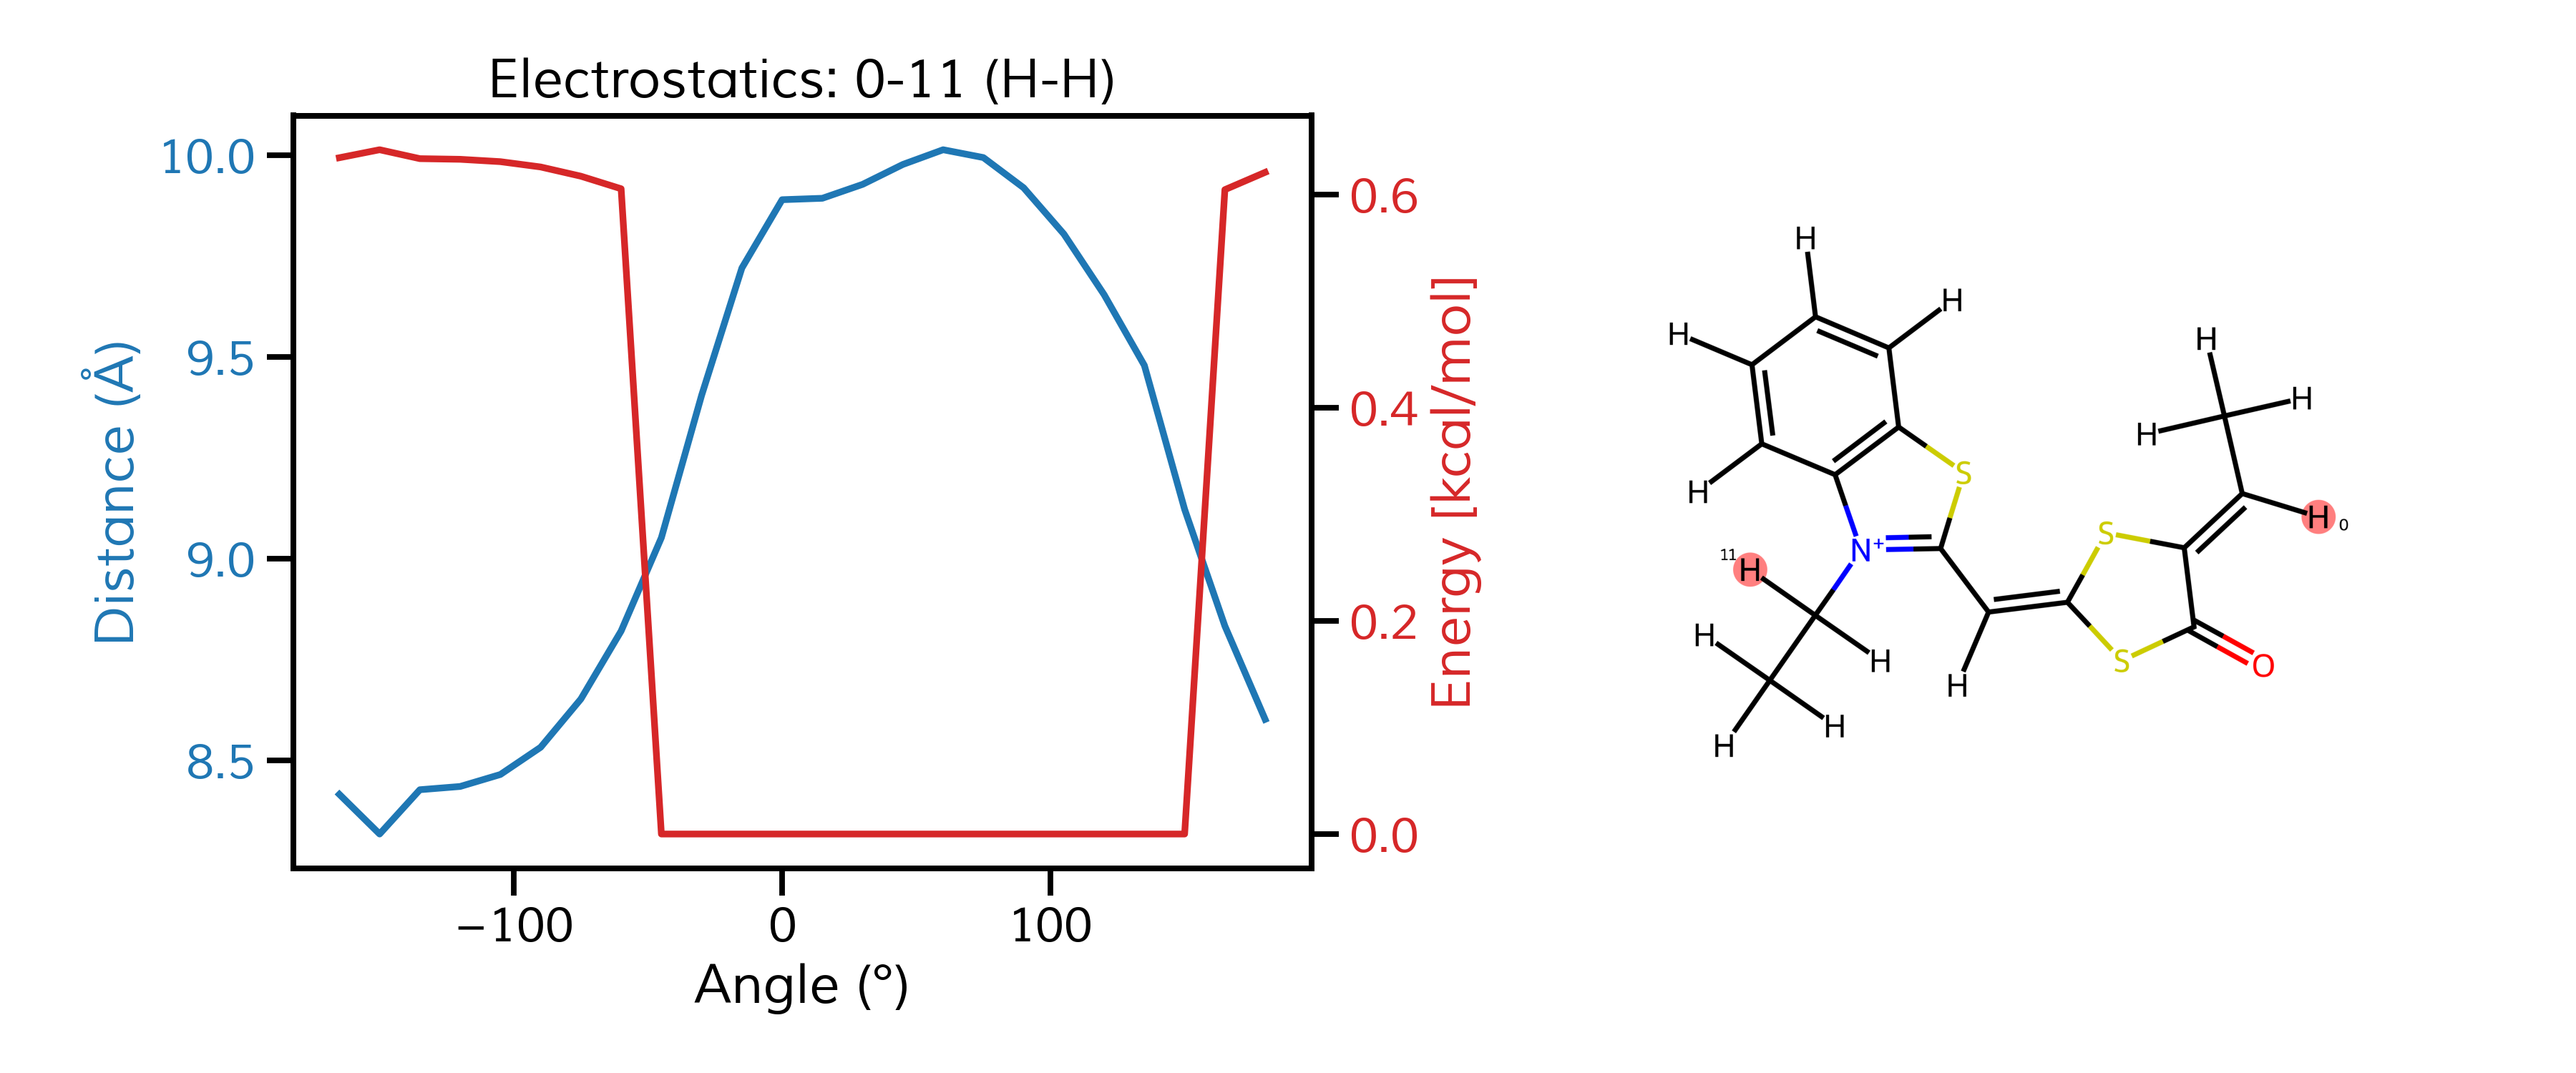 Electrostatics: 0-11 (H-H)
Distance (Å)
10.0
9.5
9.0
8.5
0.6
0.4
0.2
0.0
Energy [kcal/mol]
−100
0
100
Angle (°)
H
H
H
H
H
H
H
S
H
S
H 0
N+
11 H
H
H
S
O
H
H
H